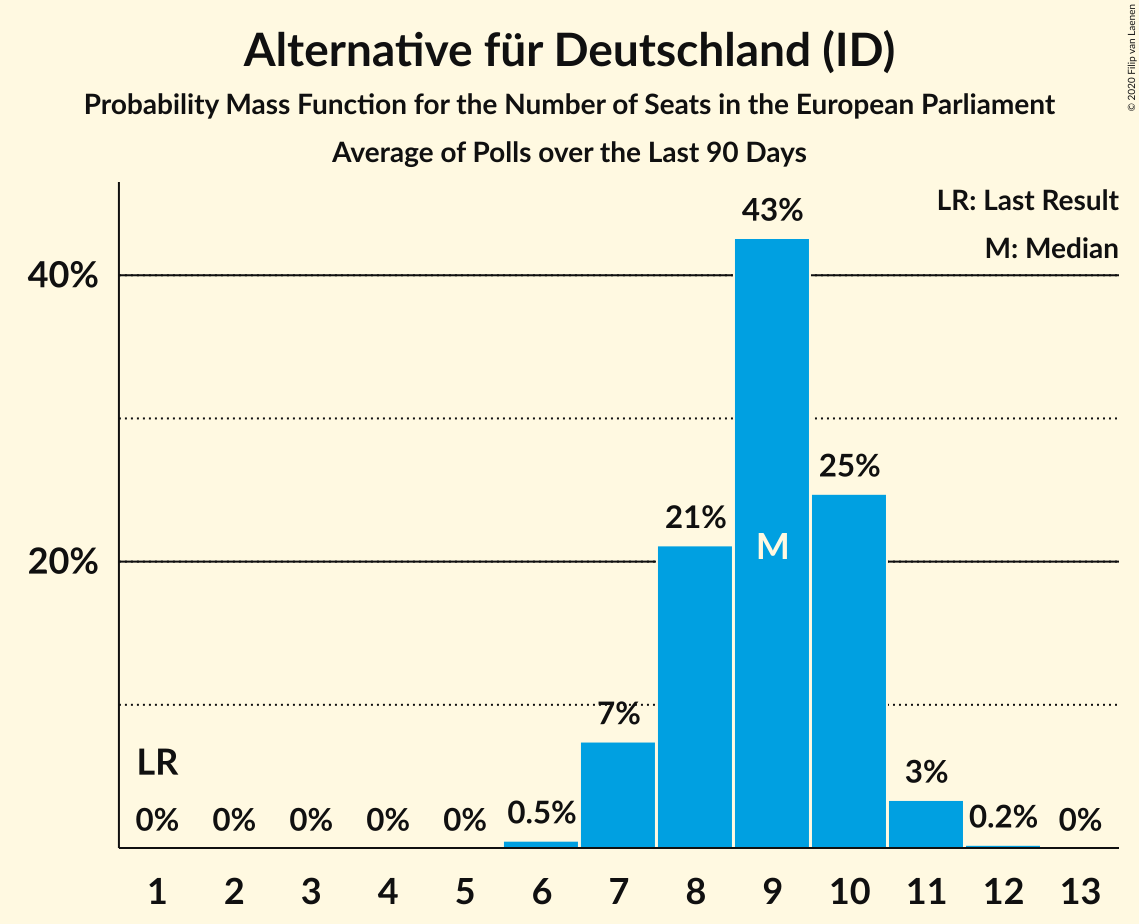 Alternative für Deutschland (ID)
Probability Mass Function for the Number of Seats in the European Parliament
Average of Polls over the Last 90 Days
© 2020 Filip van Laenen
LR: Last Result
M: Median
40%
20%
43%
25%
21%
M
7%
LR
3%
0% 0% 0% 0% 0% 0.5% 0.2% 0%
1 2 3 4 5 6 7 8 9 10 11 12 13